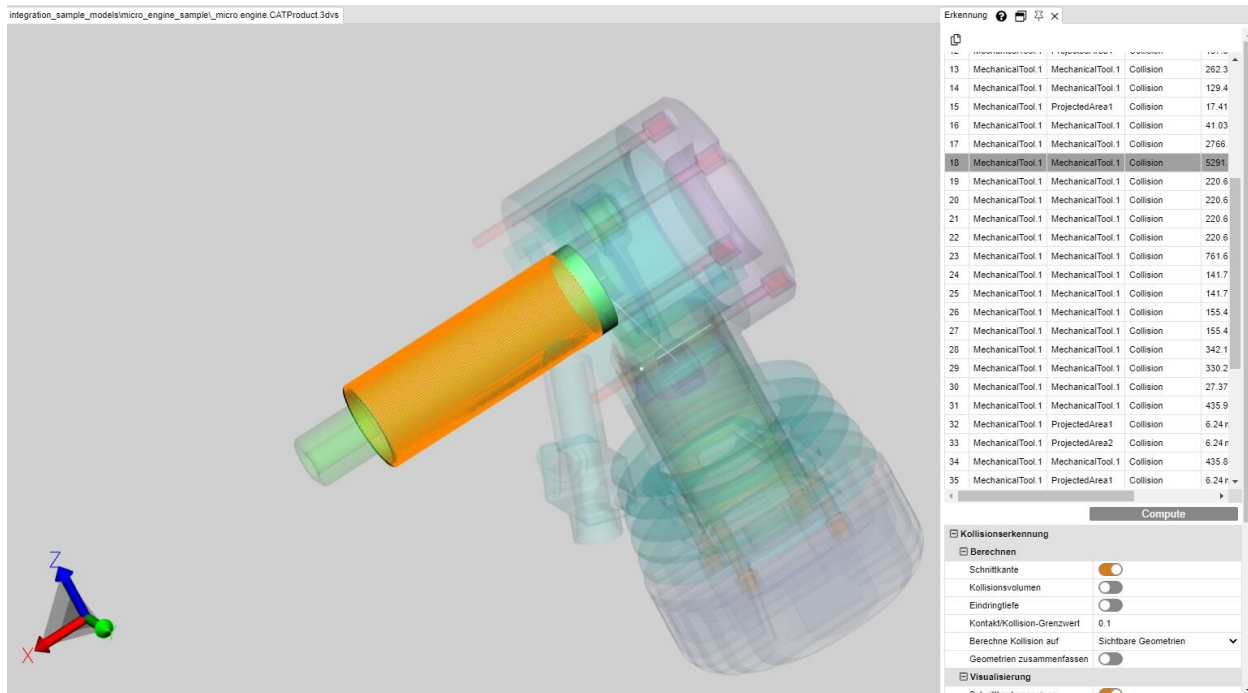 integration_sample_models\micro_engine_sample\_micro engine.CATProduct.3dvs
Erkennung
13 MechanicalTool.1 MechanicalTool.1 Collision 262.3
14 MechanicalTool.1 MechanicalTool.1 Collision 129.4
15 MechanicalTool.1 ProjectedArea1 Collision 17.41
16 MechanicalTool.1 MechanicalTool.1 Collision 41.03
17 MechanicalTool.1 MechanicalTool.1 Collision 2766.
18 MechanicalTool.1 MechanicalTool.1 Collision 5291.
19 MechanicalTool.1 MechanicalTool.1 Collision 220.6
20 MechanicalTool.1 MechanicalTool.1 Collision 220.6
21 MechanicalTool.1 MechanicalTool.1 Collision 220.6
22 MechanicalTool.1 MechanicalTool.1 Collision 220.6
23 MechanicalTool.1 MechanicalTool.1 Collision 761.6
24 MechanicalTool.1 MechanicalTool.1 Collision 141.7
25 MechanicalTool.1 MechanicalTool.1 Collision 141.7
26 MechanicalTool.1 MechanicalTool.1 Collision 155.4
27 MechanicalTool.1 MechanicalTool.1 Collision 155.4
28 MechanicalTool.1 MechanicalTool.1 Collision 342.1
29 MechanicalTool.1 MechanicalTool.1 Collision 330.2
30 MechanicalTool.1 MechanicalTool.1 Collision 27.37
31 MechanicalTool.1 MechanicalTool.1 Collision 435.9
32 MechanicalTool.1 ProjectedArea1 Collision 6.24
33 MechanicalTool.1 ProjectedArea2 Collision 6.24
34 MechanicalTool.1 MechanicalTool.1 Collision 435.8
35 MechanicalTool.1 ProjectedArea1 Collision 6.24
Compute
Kollisionserkennung
Berechnen
Schnittkante
Kollisionsvolumen
Eindringtiefe
Kontakt/Kollision-Grenzwert 0.1
Berechne Kollision auf Sichtbare Geometrien
Geometrien zusammenfassen
Visualisierung
Z
X